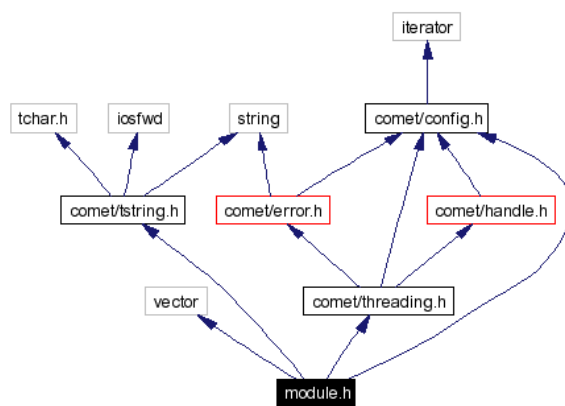 iterator
tchar.h
iosfwd
string
comet/config.h
comet/tstring.h
comet/error.h
comet/handle.h
vector
comet/threading.h
module.h